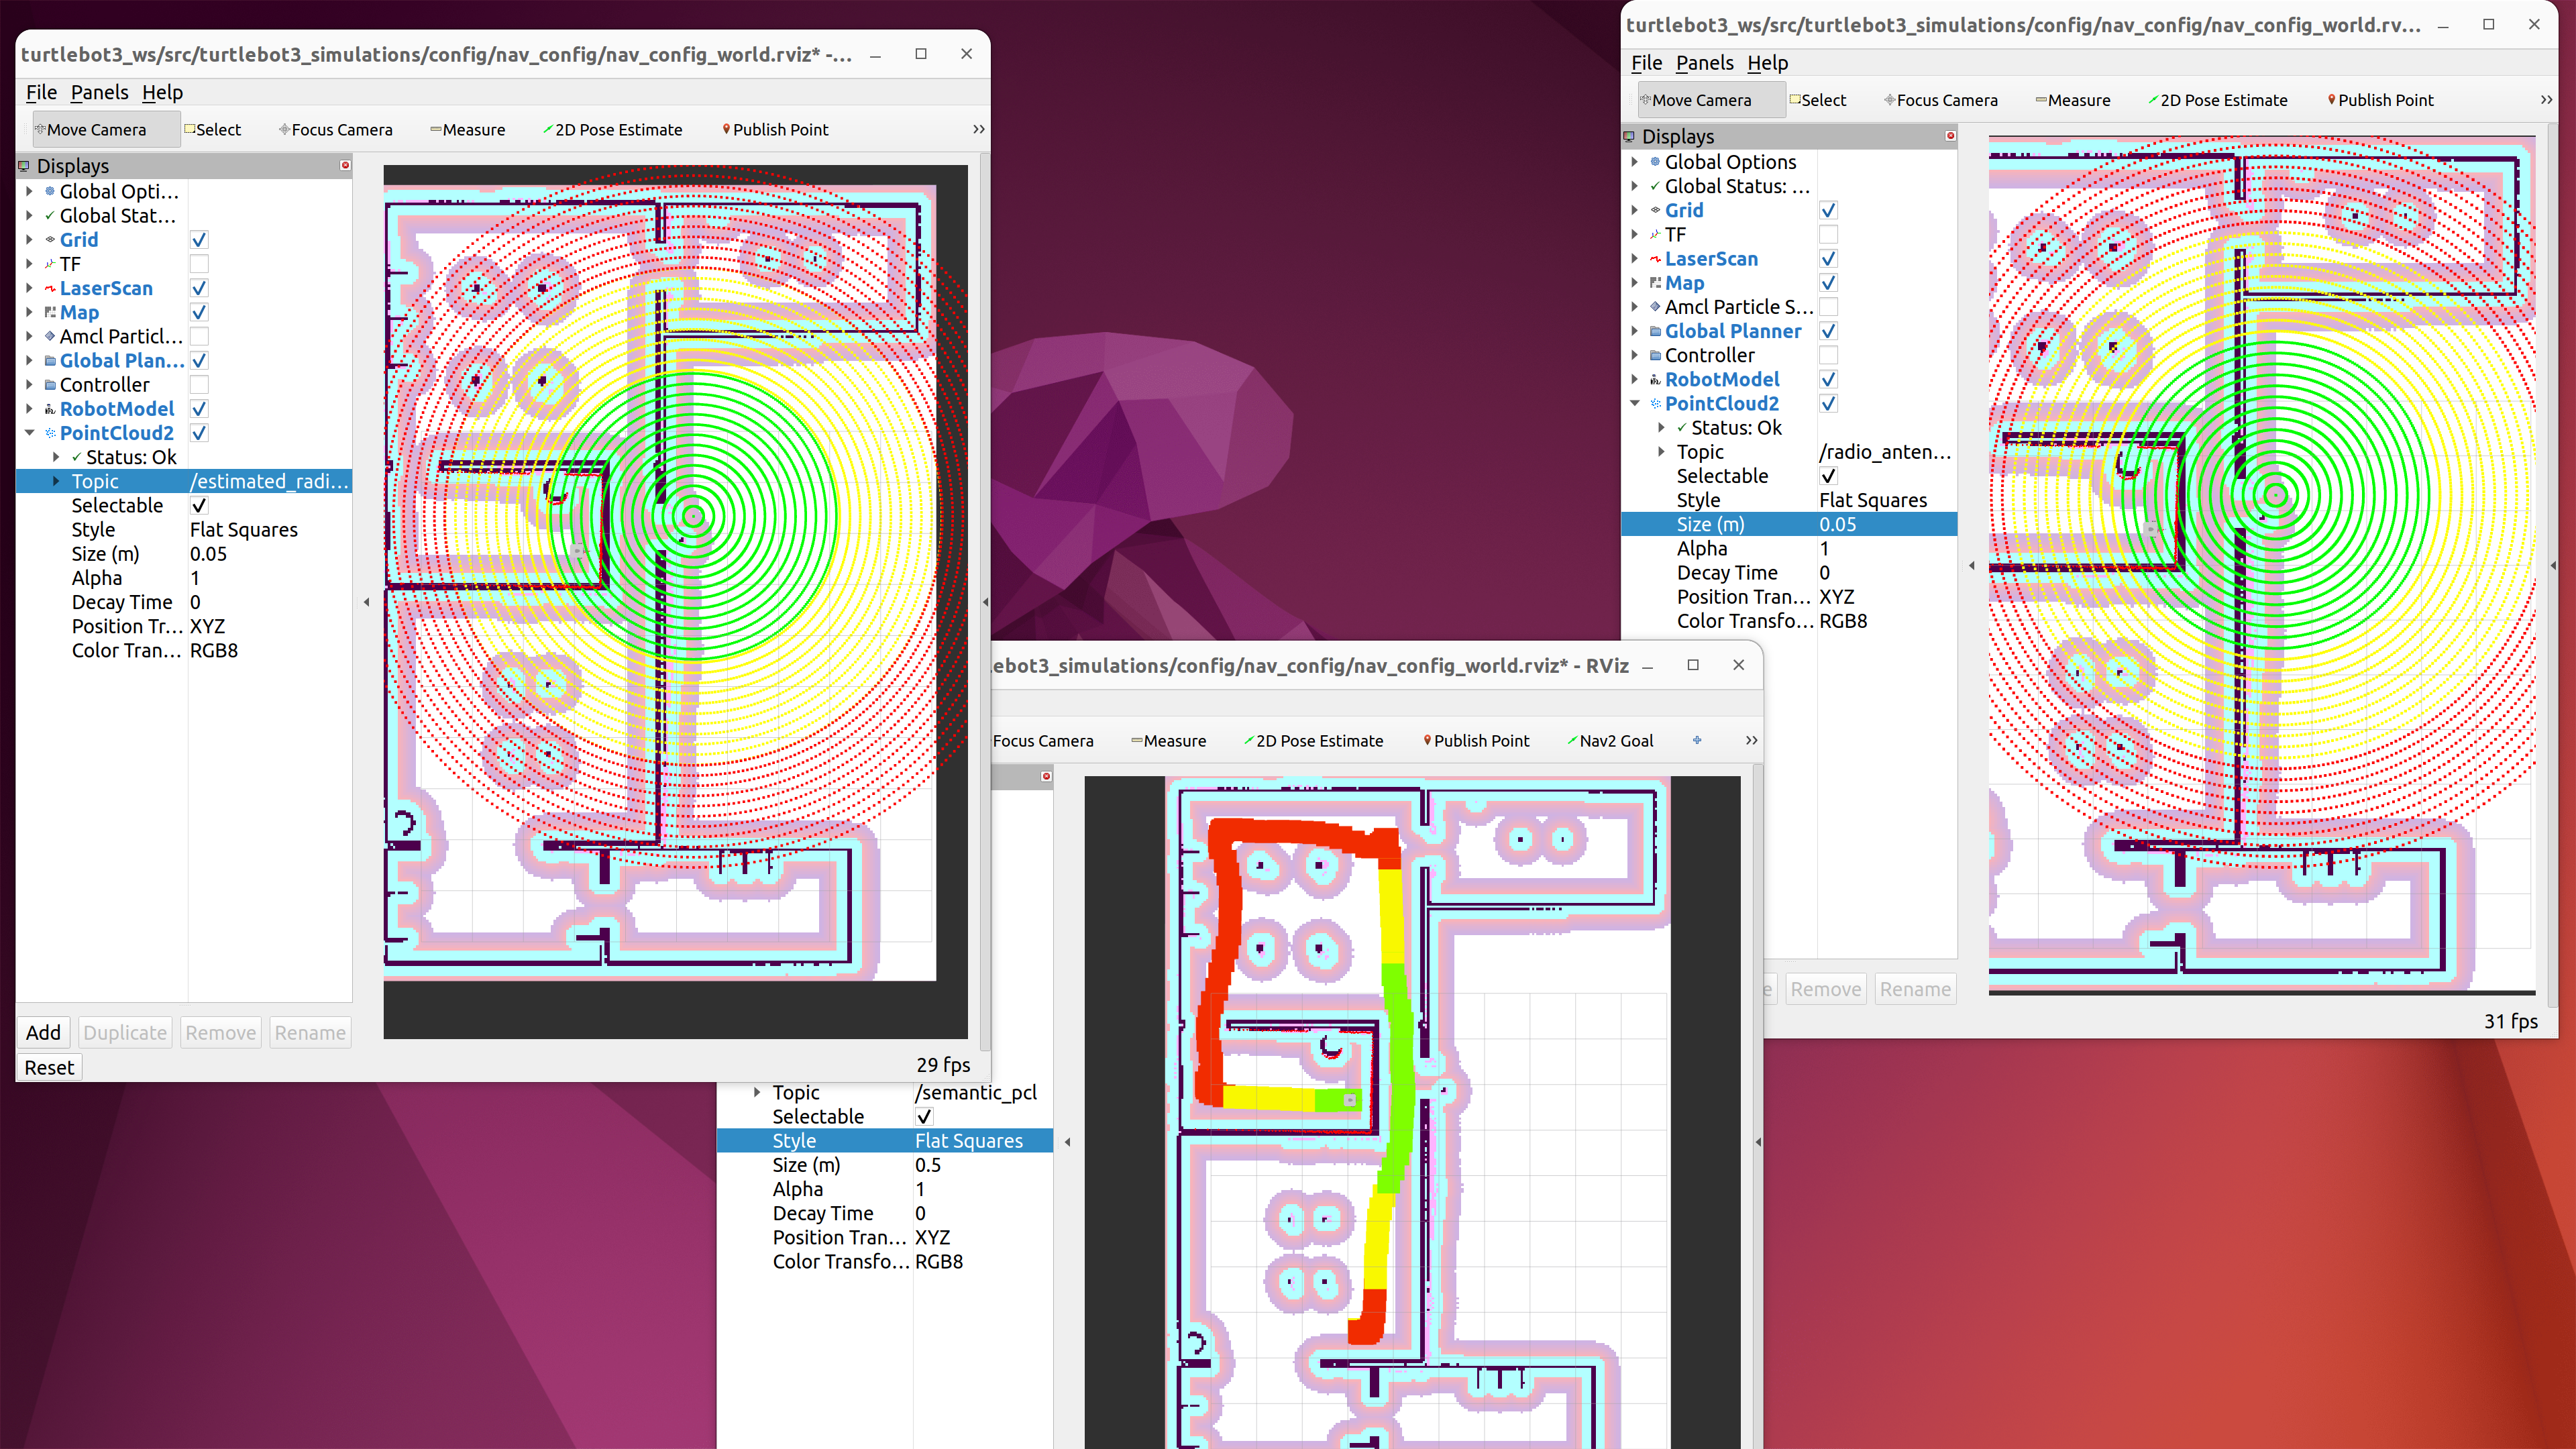 turtlebot3_ws/src/turtlebot3_simulations/config/nav_config/nav_config_world.rviz* -...
File Panels Help
Move Camera Select Focus Camera Measure 2D Pose Estimate Publish Point
Displays
Global Opti...
Global Stat...
Grid
TF
LaserScan
Map
Amcl Particl...
Global Plan...
Controller
RobotModel
PointCloud2
Status: Ok
Topic /estimated_radi...
Selectable
Style Flat Squares
Size (m) 0.05
Alpha 1
Decay Time 0
Position Tr... XYZ
Color Tran... RGB8
Add Duplicate Remove Rename
Reset
29 fps
turtlebot3_ws/src/turtlebot3_simulations/config/nav_config/nav_config_world.rv...
File Panels Help
Move Camera Select Focus Camera Measure 2D Pose Estimate Publish Point
Displays
Global Options
Global Status: ...
Grid
TF
LaserScan
Map
Amcl Particle S...
Global Planner
Controller
RobotModel
PointCloud2
Status: Ok
Topic /radio_anten...
Selectable
Style Flat Squares
Size (m) 0.05
Alpha 1
Decay Time 0
Position Tran... XYZ
Color Transfo... RGB8
e Remove Rename
31 fps
lebot3_simulations/config/nav_config/nav_config_world.rviz* - RViz
Focus Camera Measure 2D Pose Estimate Publish Point Nav2 Goal
Topic /semantic_pcl
Selectable
Style Flat Squares
Size (m) 0.5
Alpha 1
Decay Time 0
Position Tran... XYZ
Color Transfo... RGB8